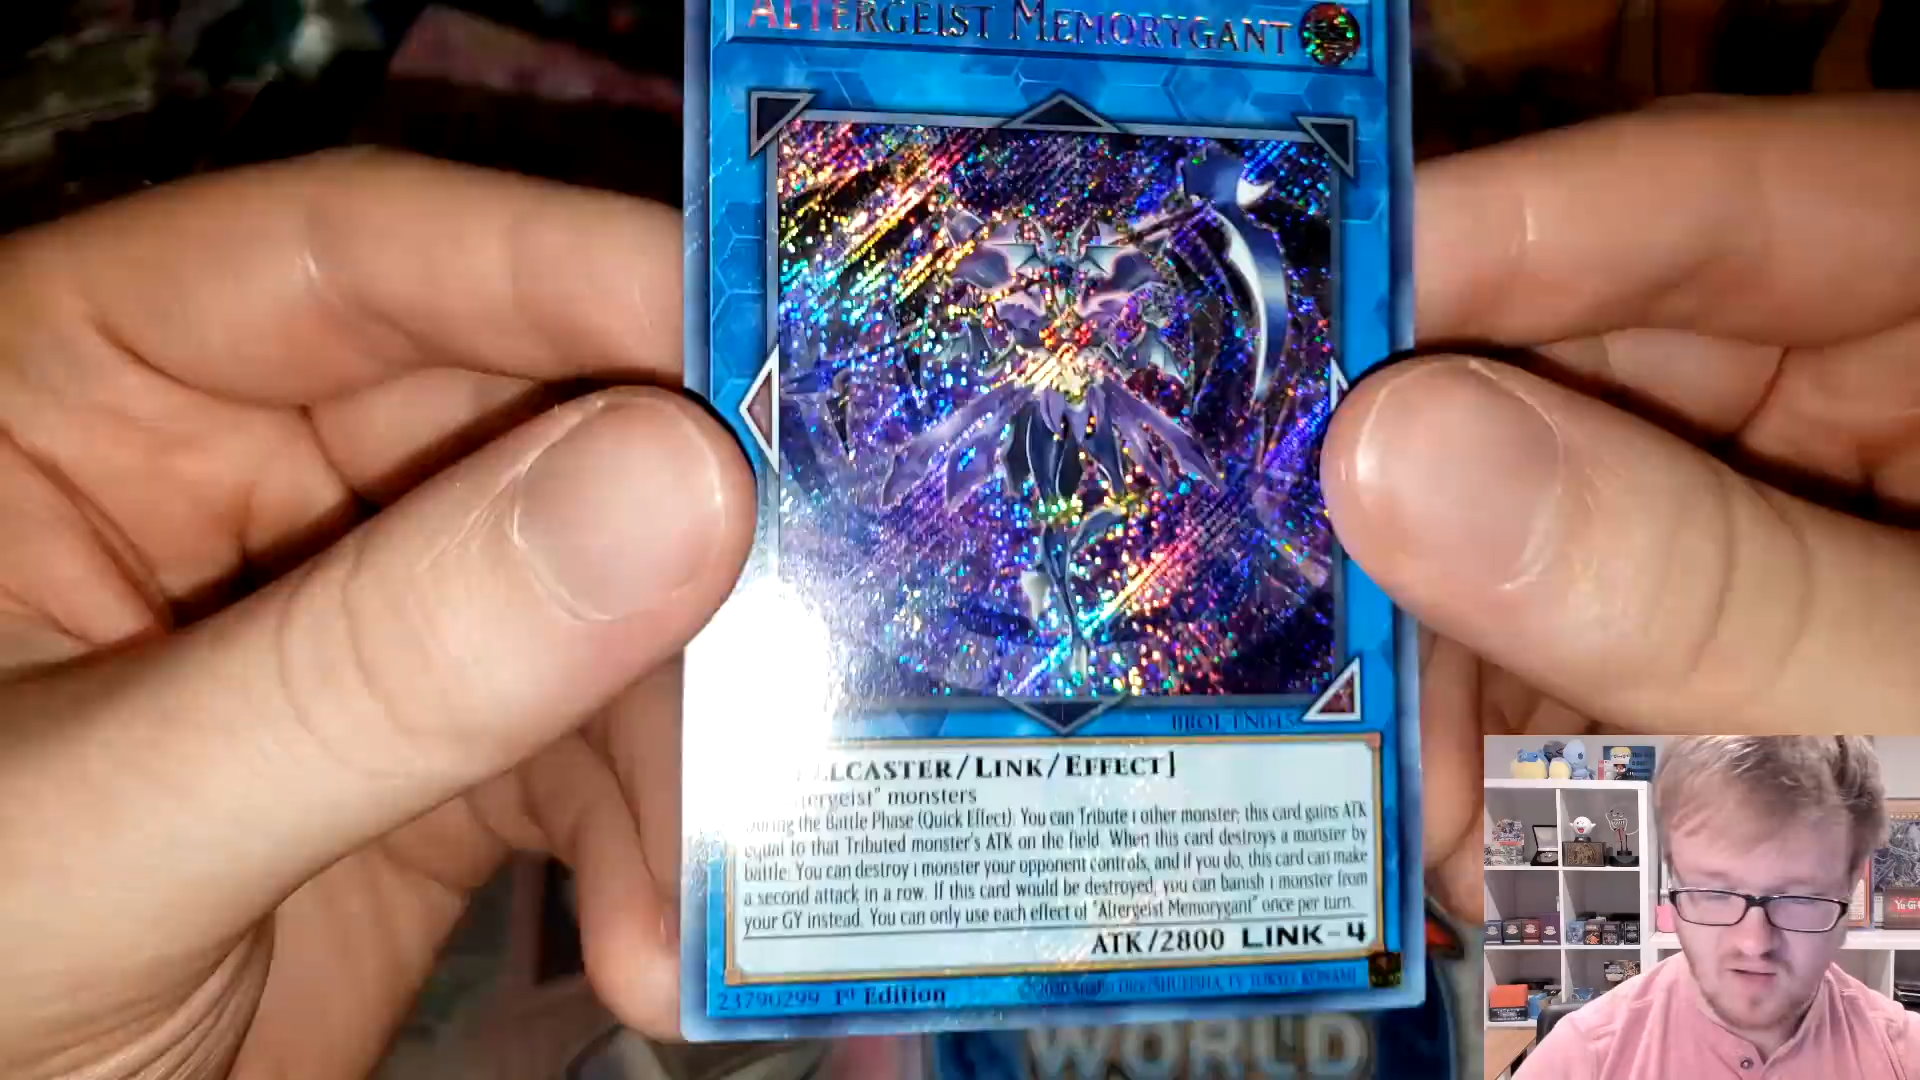 ALTERGEIST MEMORYGANT
LLCASTER/LINK/EFFECT]
tergeist" monsters
During the Battle Phase (Quick Effect): You can Tribute 1 other monster; this card gains ATK
equal to that Tributed monster's ATK on the field. When this card destroys a monster by
battle: You can destroy 1 monster your opponent controls, and if you do, this card can make
a second attack in a row. If this card would be destroyed, you can banish 1 monster from
your GY instead. You can only use each effect of "Altergeist Memorygant" once per turn.
ATK/2800 LINK-4
23790299 1st Edition
WORLD